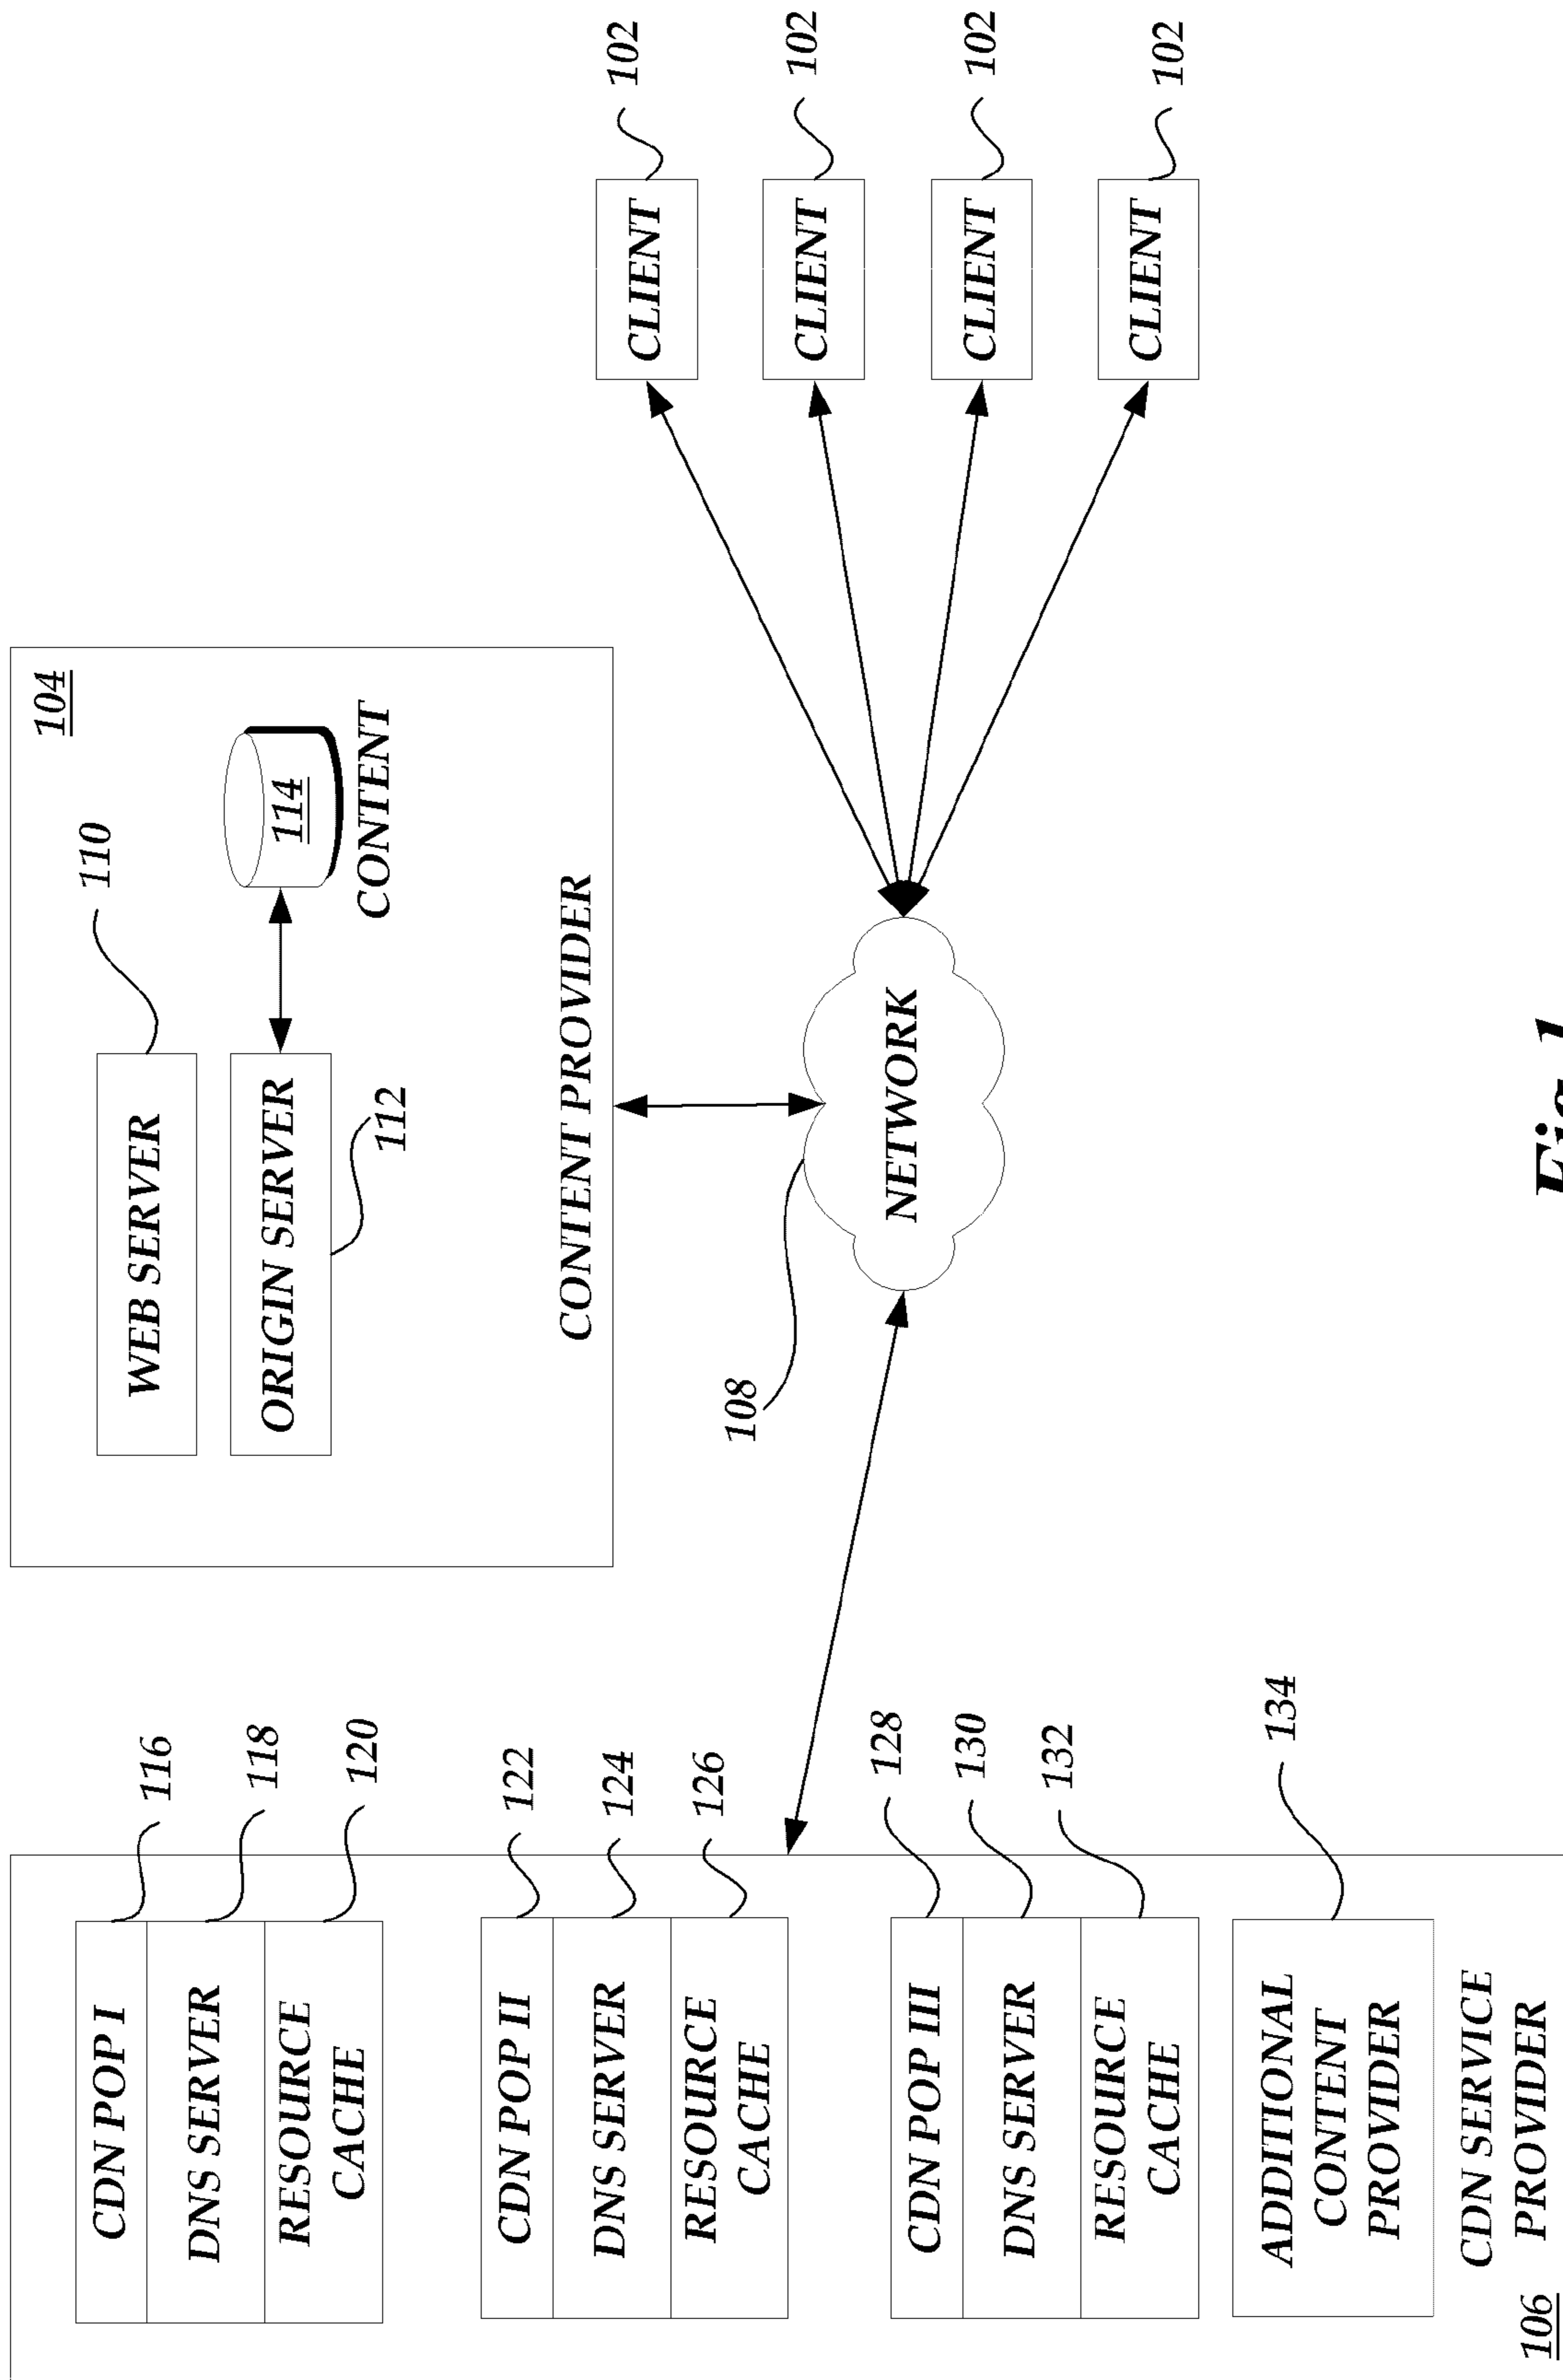 CDN POP I
116
DNS SERVER
118
RESOURCE
CACHE
120
CDN POP II
122
DNS SERVER
124
RESOURCE
CACHE
126
CDN POP III
128
DNS SERVER
130
RESOURCE
CACHE
132
ADDITIONAL
CONTENT
PROVIDER
134
CDN SERVICE
PROVIDER
106
104
WEB SERVER
110
ORIGIN SERVER
112
114
CONTENT
CONTENT PROVIDER
108
NETWORK
CLIENT
102
CLIENT
102
CLIENT
102
CLIENT
102
Fig. 1